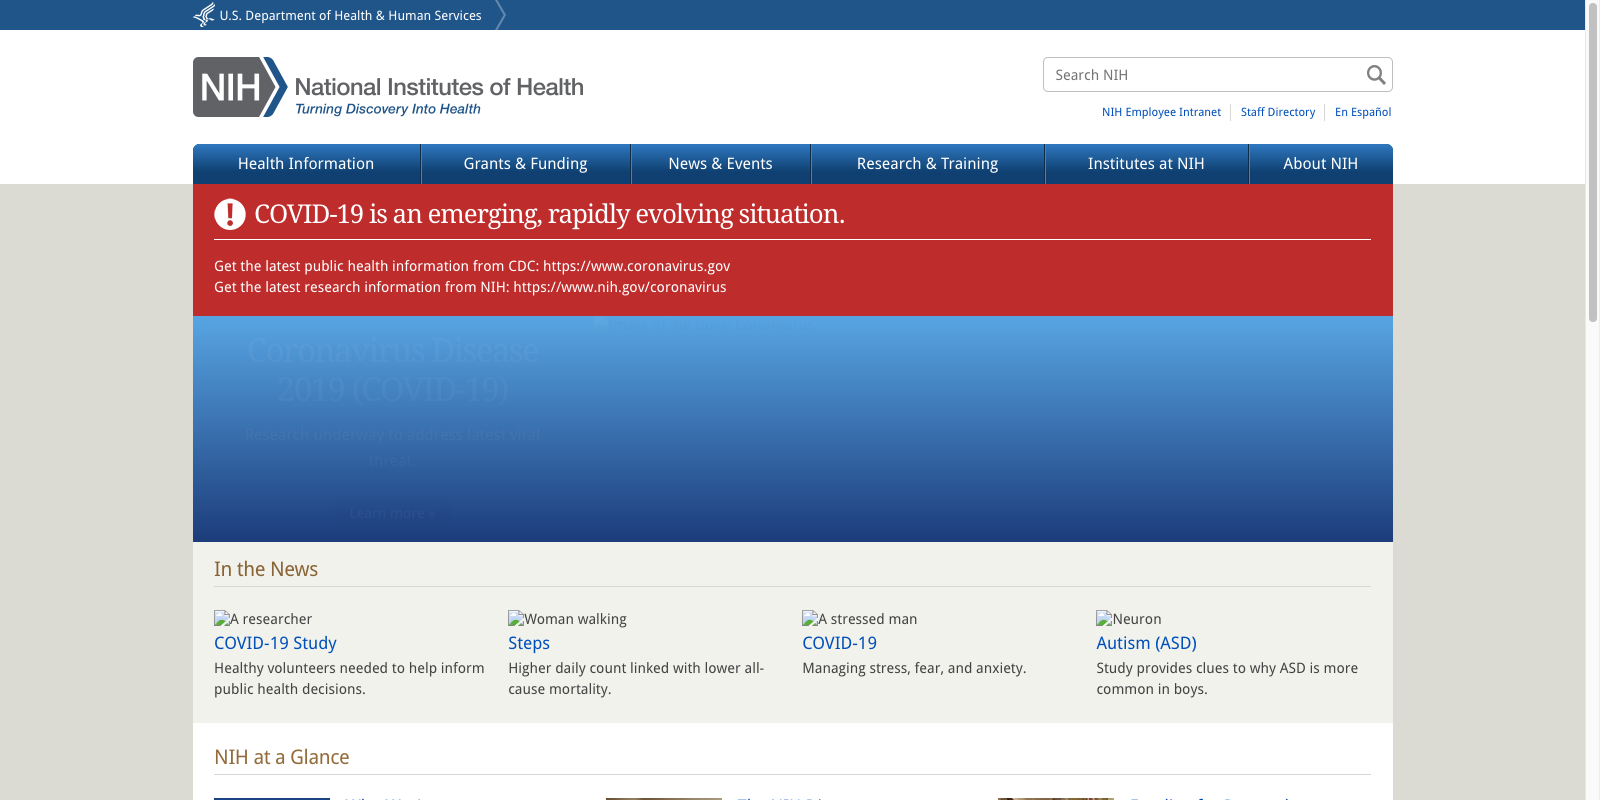 U.S. Department of Health & Human Services
NIH National Institutes of Health
Turning Discovery Into Health
Search NIH
NIH Employee Intranet Staff Directory En Español
Health Information Grants & Funding News & Events Research & Training Institutes at NIH About NIH
COVID-19 is an emerging, rapidly evolving situation.
Get the latest public health information from CDC: https://www.coronavirus.gov
Get the latest research information from NIH: https://www.nih.gov/coronavirus
Coronavirus Disease
2019 (COVID-19)
Research underway to address latest viral
threat.
Learn more »
In the News
A researcher
COVID-19 Study
Healthy volunteers needed to help inform
public health decisions.
Woman walking
Steps
Higher daily count linked with lower all-
cause mortality.
A stressed man
COVID-19
Managing stress, fear, and anxiety.
Neuron
Autism (ASD)
Study provides clues to why ASD is more
common in boys.
NIH at a Glance